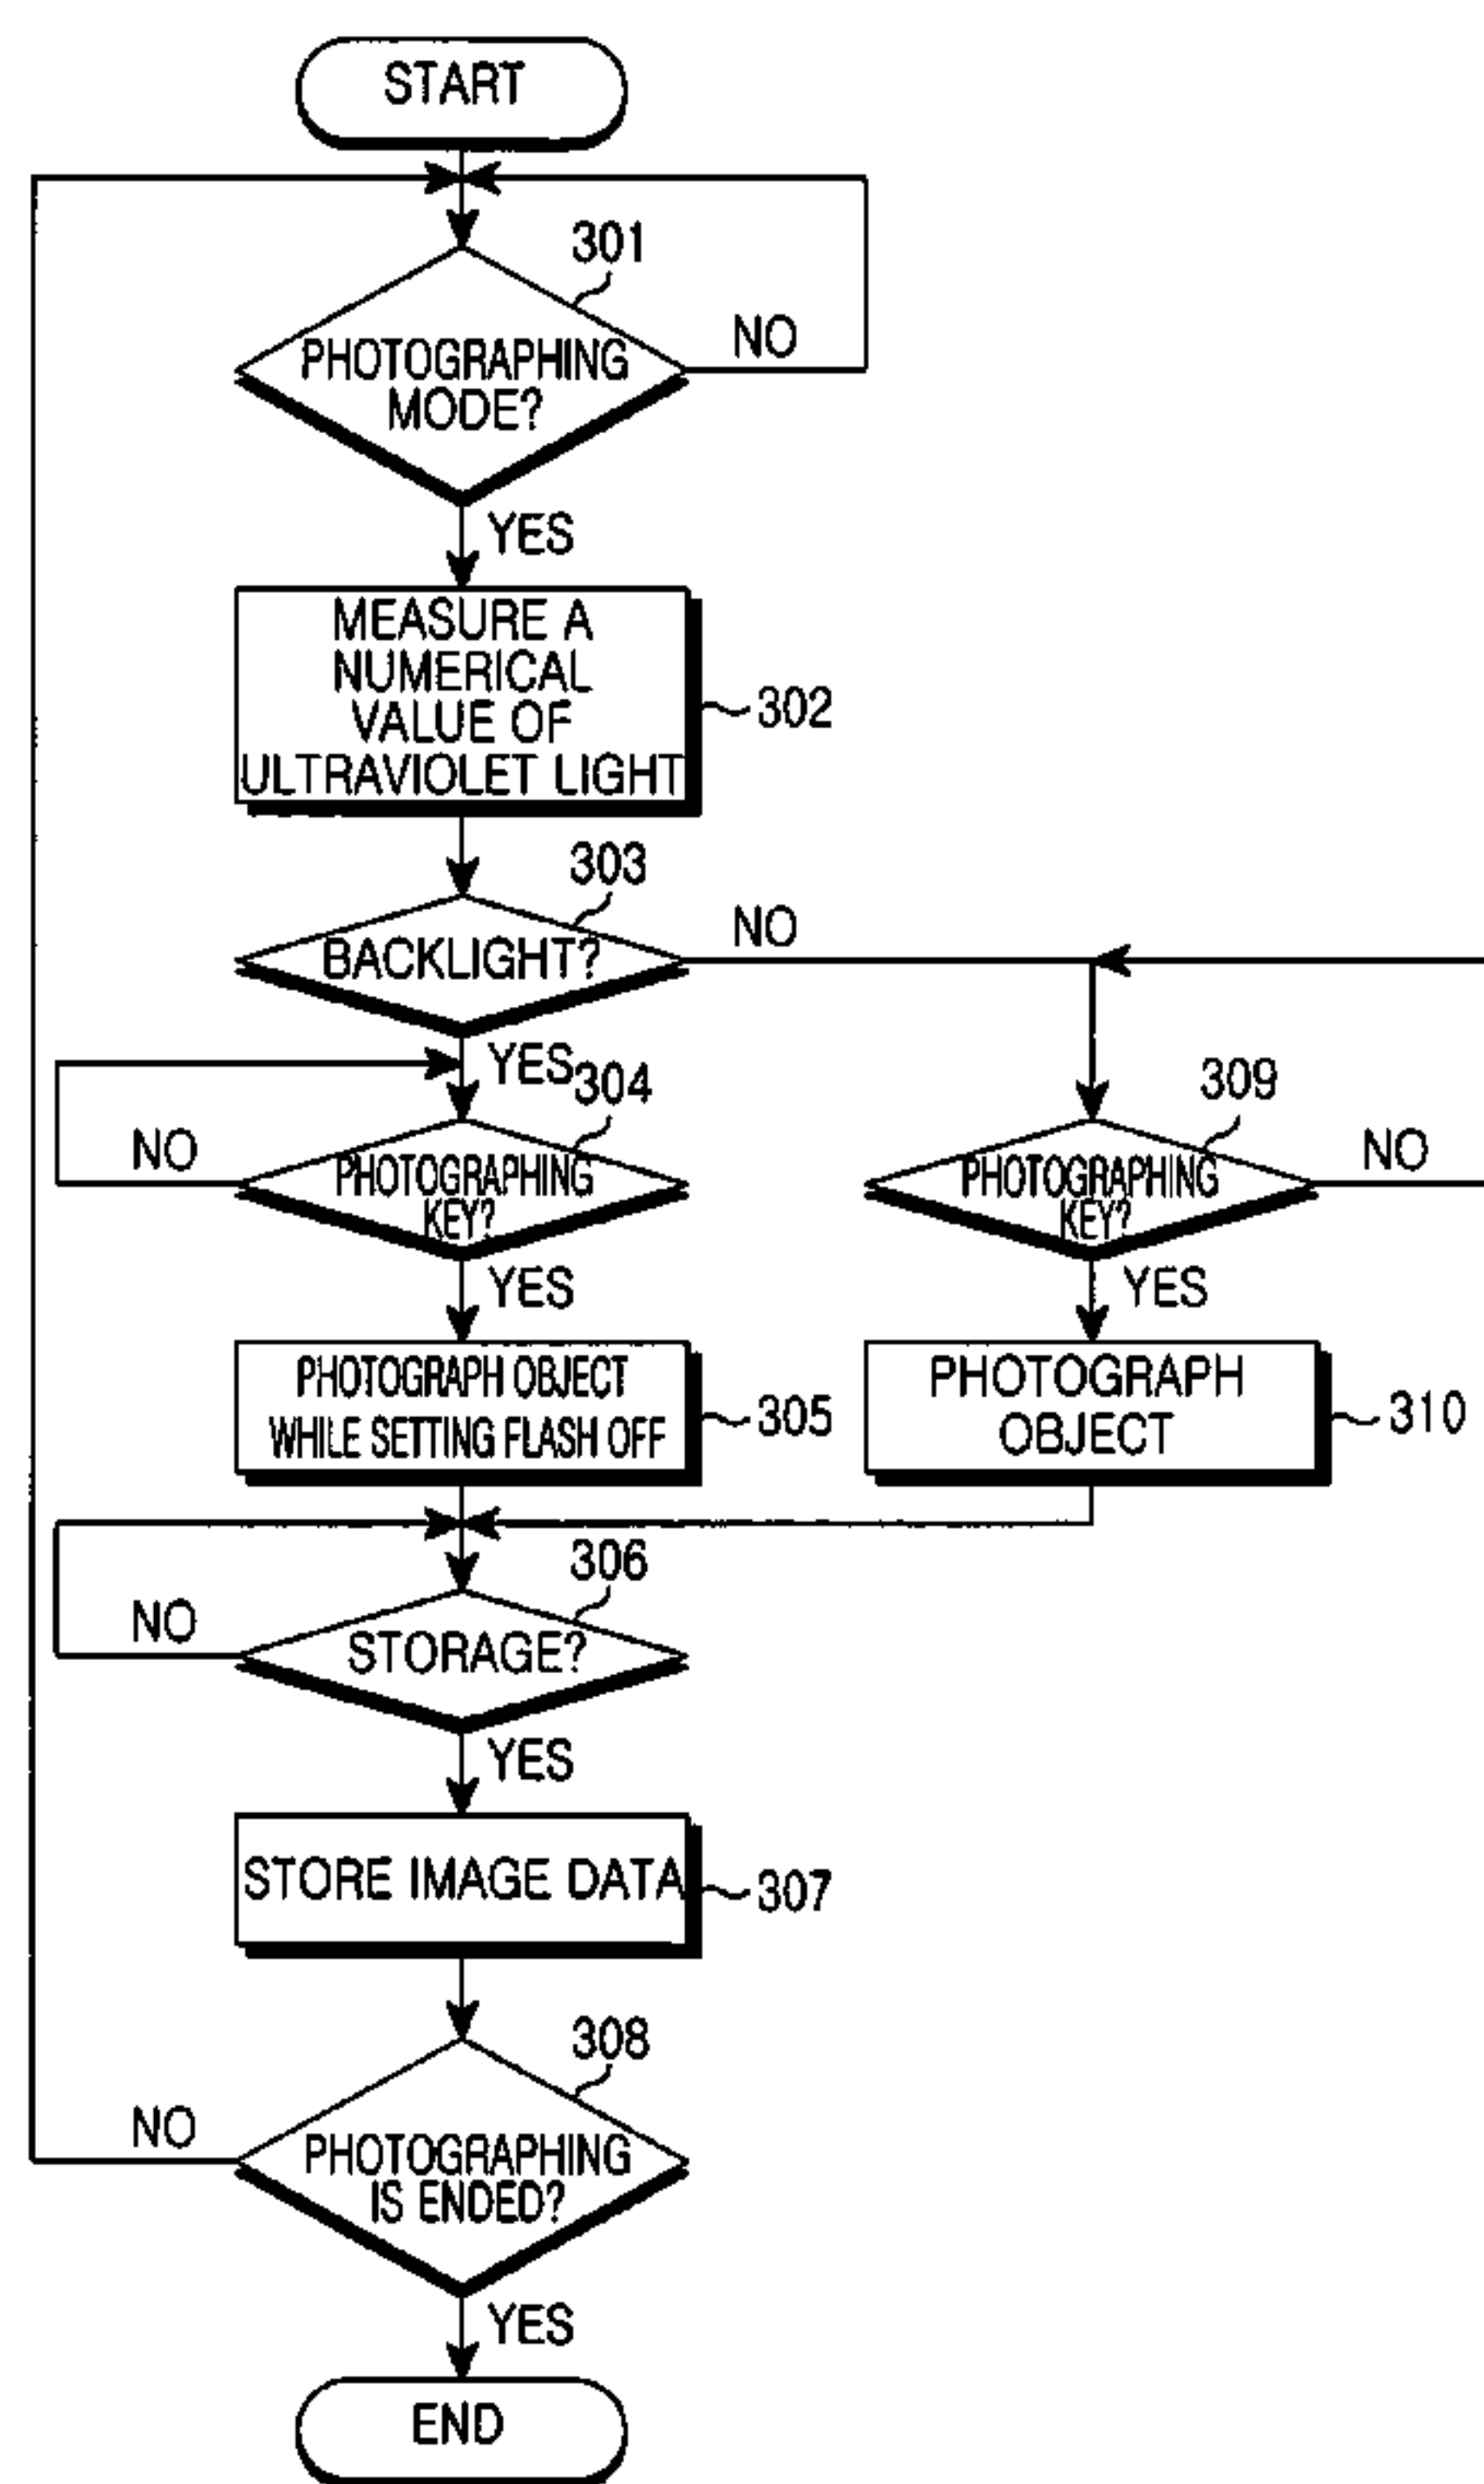 START
301
PHOTOGRAPHING
MODE?
NO
YES
MEASURE A
NUMERICAL
VALUE OF
ULTRAVIOLET LIGHT
302
303
BACKLIGHT?
NO
YES
304
PHOTOGRAPHING
KEY?
NO
YES
309
PHOTOGRAPHING
KEY?
NO
YES
PHOTOGRAPH OBJECT
WHILE SETTING FLASH OFF
305
PHOTOGRAPH
OBJECT
310
306
STORAGE?
NO
YES
STORE IMAGE DATA
307
308
PHOTOGRAPHING
IS ENDED?
NO
YES
END